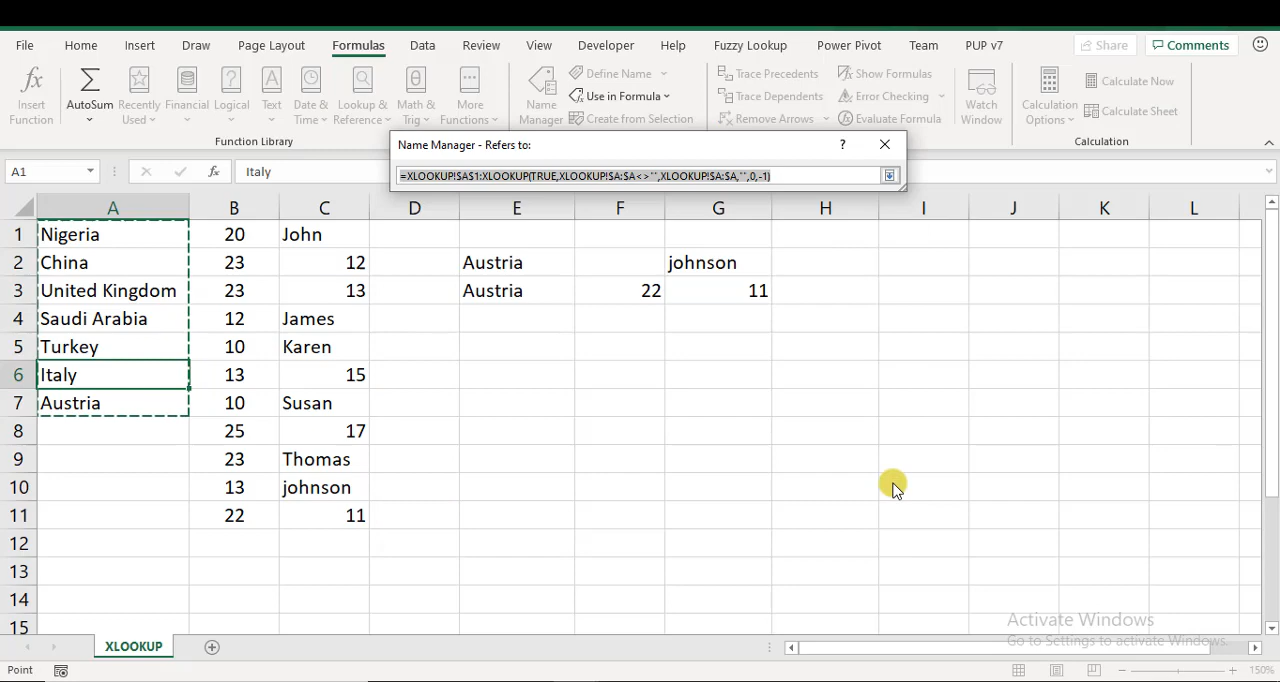 File Home Insert Draw Page Layout Formulas Data Review View Developer Help Fuzzy Lookup Power Pivot Team PUP v7 Share Comments
Insert Function
AutoSum
Recently Used
Financial
Logical
Text
Date & Time
Lookup & Reference
Math & Trig
More Functions
Function Library
Name Manager
Define Name
Use in Formula
Create from Selection
Trace Precedents
Trace Dependents
Remove Arrows
Show Formulas
Error Checking
Evaluate Formula
Watch Window
Calculation Options
Calculate Now
Calculate Sheet
Calculation
Name Manager - Refers to: ?
=XLOOKUP!$A$1:XLOOKUP(TRUE,XLOOKUP!$A:$A<>"",XLOOKUP!$A:$A,"",0,-1)
A1 fx Italy
A B C D E F G H I J K L
1 Nigeria 20 John
2 China 23 12 Austria johnson
3 United Kingdom 23 13 Austria 22 11
4 Saudi Arabia 12 James
5 Turkey 10 Karen
6 Italy 13 15
7 Austria 10 Susan
8 25 17
9 23 Thomas
10 13 johnson
11 22 11
12
13
14
15
Activate Windows
Go to Settings to activate Windows.
XLOOKUP
Point 150%